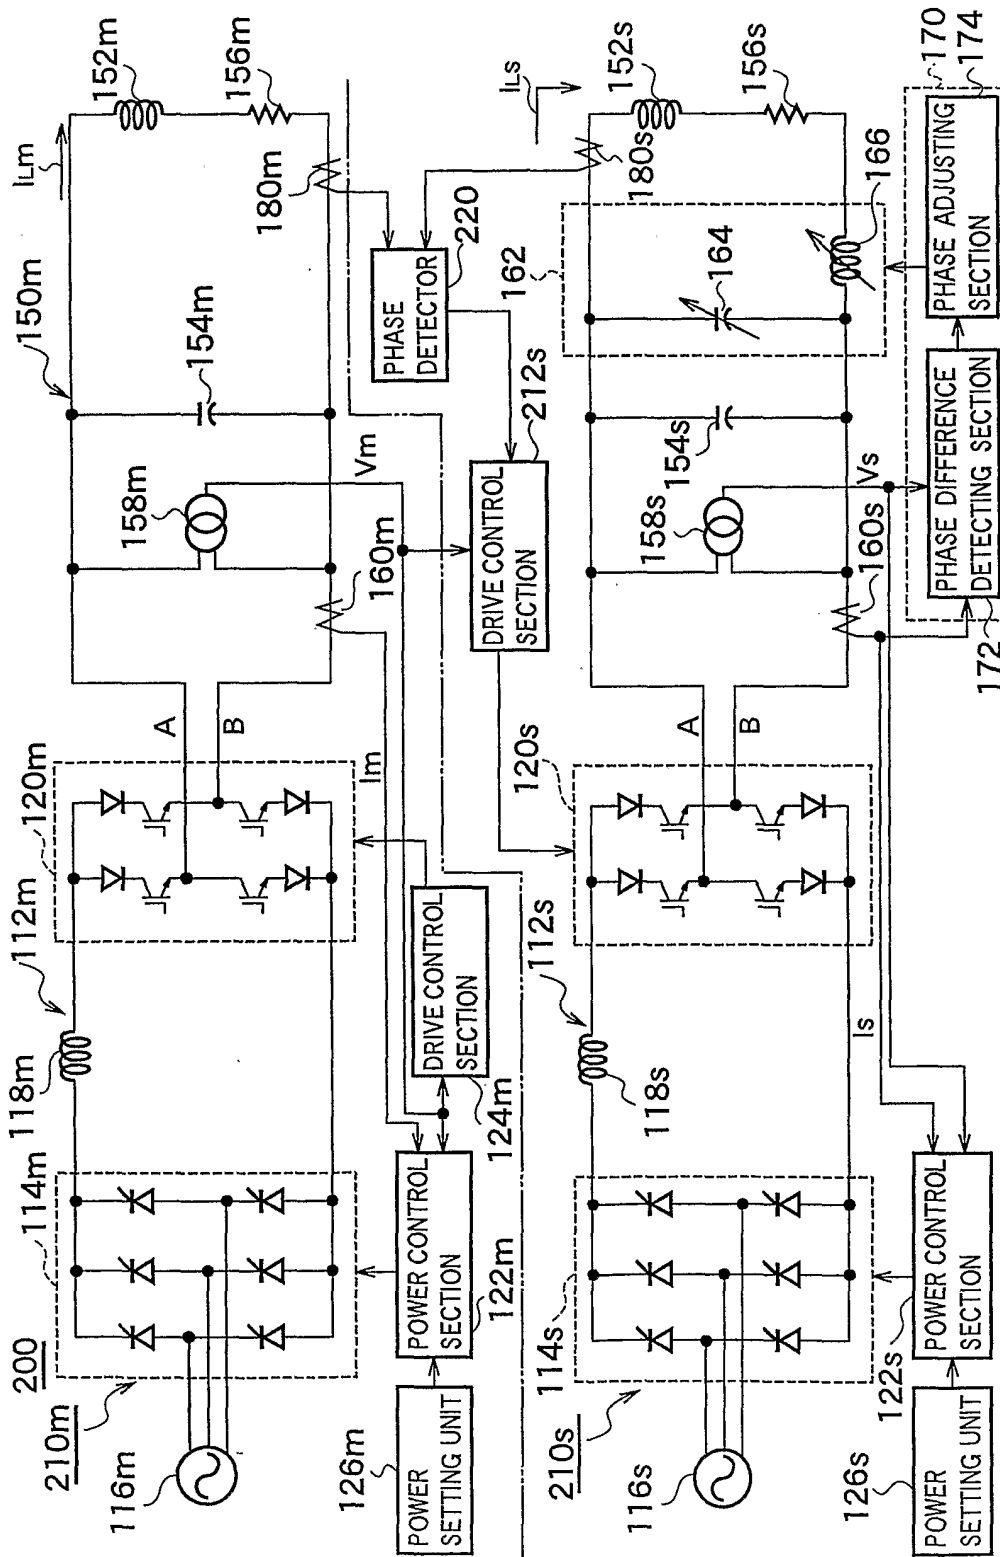 200
210m
116m
114m
118m
112m
120m
150m
158m
154m
152m
156m
ILm
A
B
Im
Vm
160m
180m
POWER
SETTING UNIT
126m
POWER CONTROL
SECTION
122m
DRIVE CONTROL
SECTION
124m
DRIVE CONTROL
SECTION
212s
PHASE
DETECTOR
220
180s
ILs
210s
116s
114s
118s
112s
120s
A
B
158s
154s
162
164
166
152s
156s
Is
Vs
160s
POWER
SETTING UNIT
126s
POWER CONTROL
SECTION
122s
PHASE DIFFERENCE
DETECTING SECTION
172
PHASE ADJUSTING
SECTION
170
174